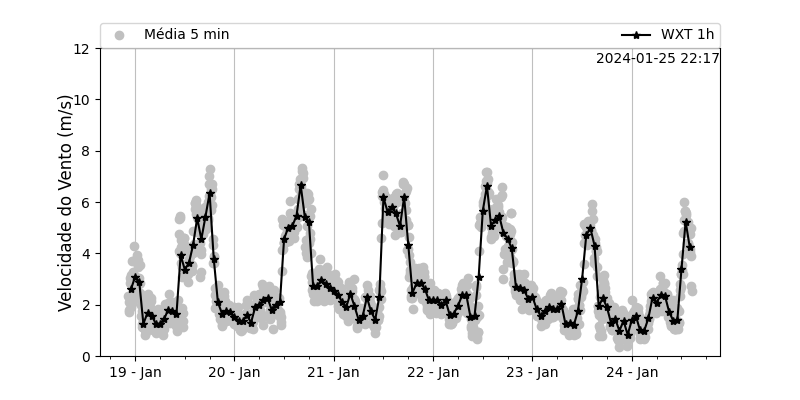 Média 5 min
WXT 1h
2024-01-25 22:17
Velocidade do Vento (m/s)
12
10
8
6
4
2
0
19 - Jan
20 - Jan
21 - Jan
22 - Jan
23 - Jan
24 - Jan